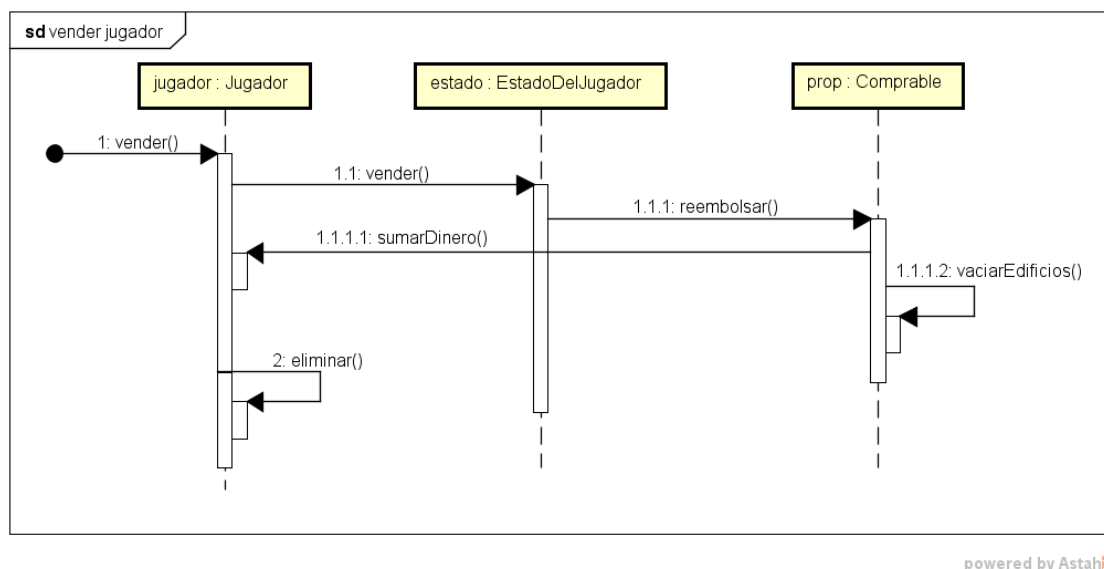 sd vender jugador
jugador : Jugador
estado : EstadoDelJugador
prop : Comprable
1: vender()
1.1: vender()
1.1.1: reembolsar()
1.1.1.1: sumarDinero()
1.1.1.2: vaciarEdificios()
2: eliminar()
powered by Astah